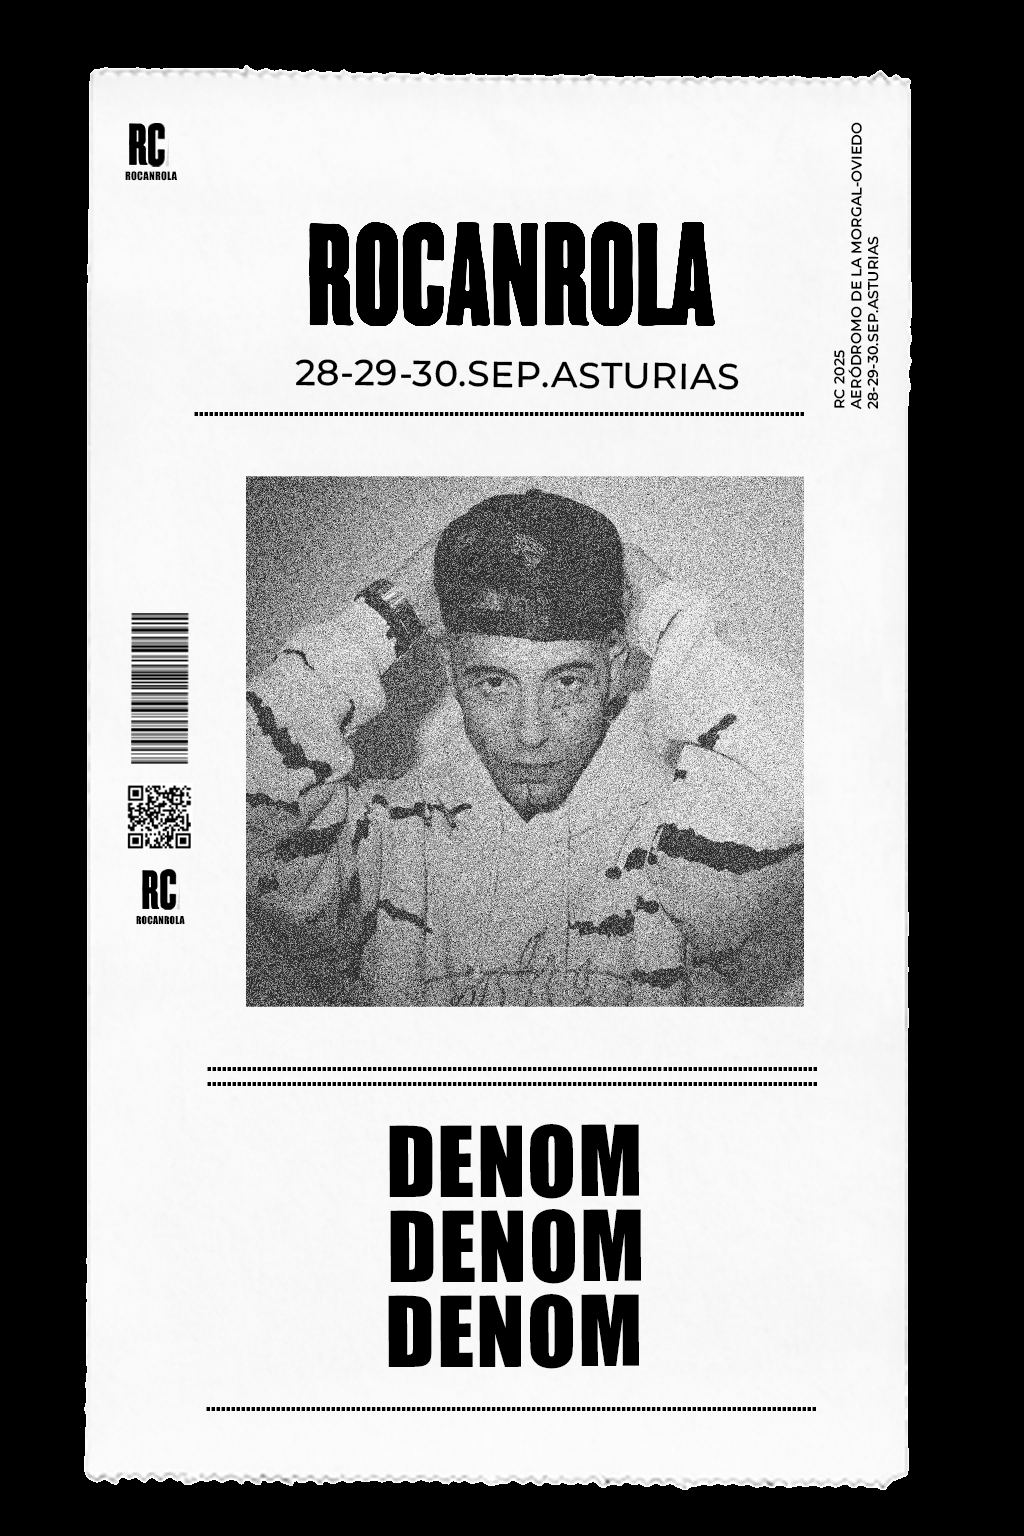 RC
ROCANROLA
RC 2025
AERÓDROMO DE LA MORGAL-OVIEDO
28-29-30.SEP.ASTURIAS
ROCANROLA
28-29-30.SEP.ASTURIAS
RC
ROCANROLA
DENOM
DENOM
DENOM